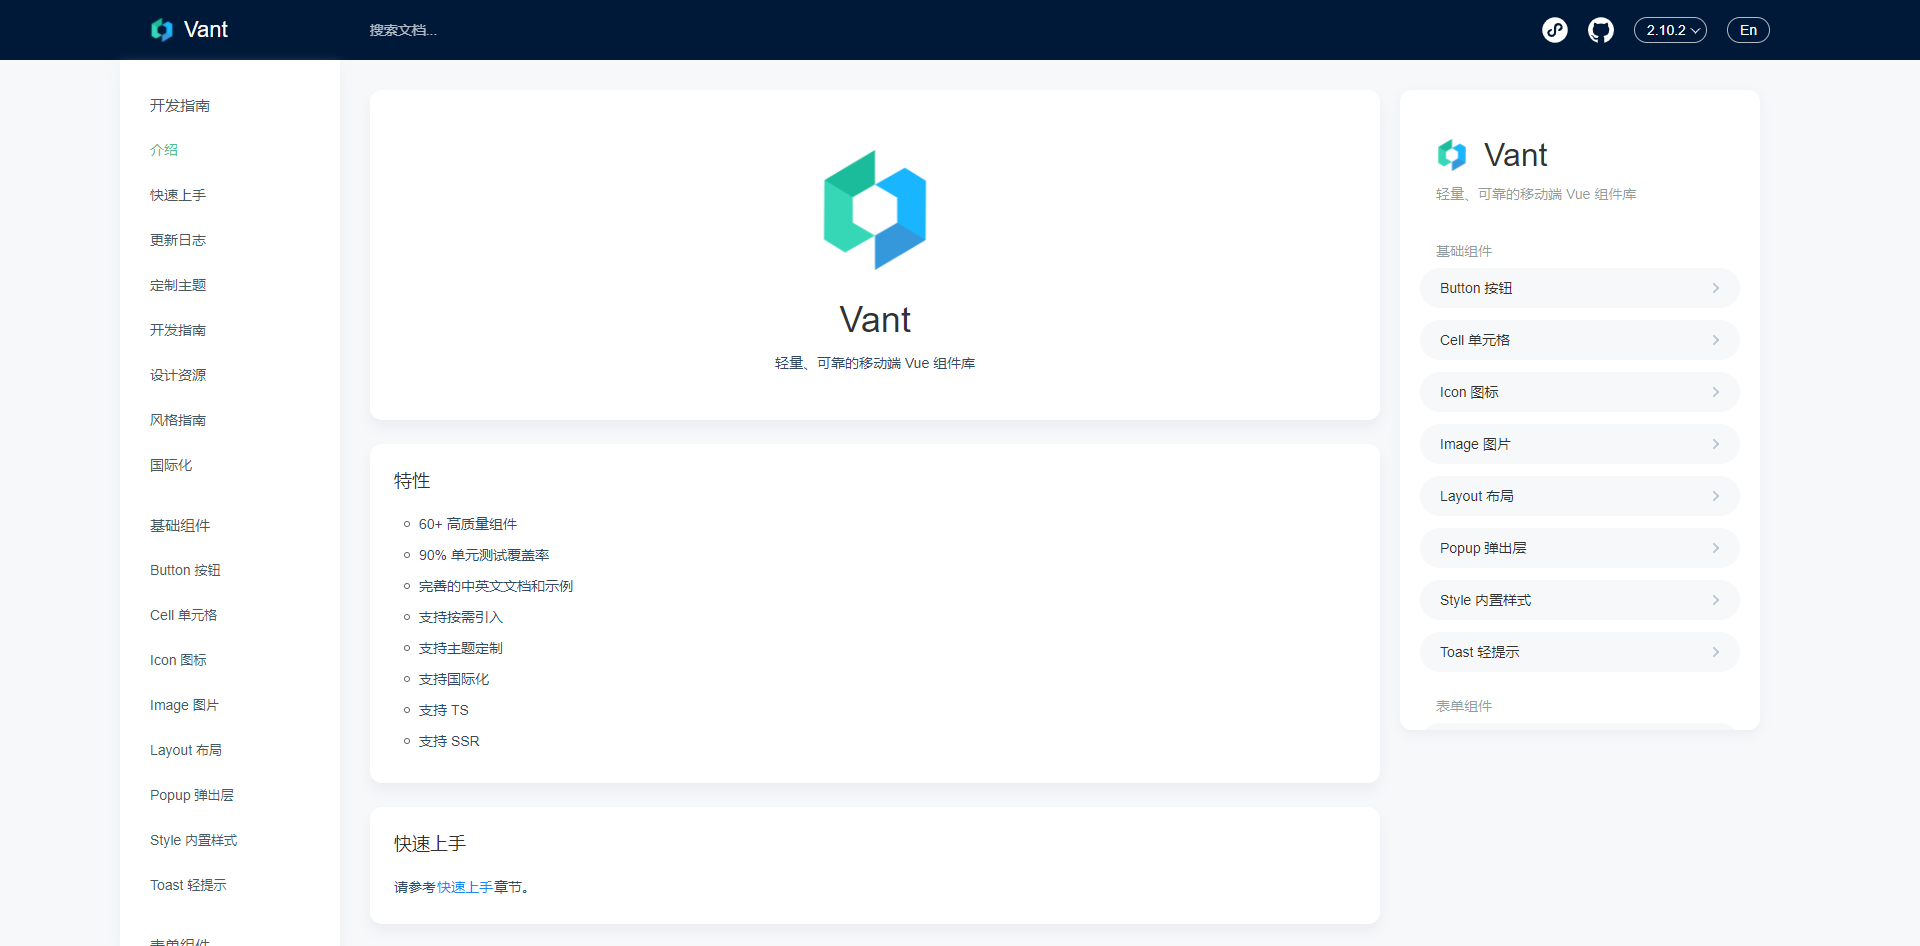 Vant
搜索文档...
2.10.2
En
开发指南
介绍
快速上手
更新日志
定制主题
开发指南
设计资源
风格指南
国际化
基础组件
Button 按钮
Cell 单元格
Icon 图标
Image 图片
Layout 布局
Popup 弹出层
Style 内置样式
Toast 轻提示
表单组件
Vant
轻量、可靠的移动端 Vue 组件库
特性
60+ 高质量组件
90% 单元测试覆盖率
完善的中英文文档和示例
支持按需引入
支持主题定制
支持国际化
支持 TS
支持 SSR
快速上手
请参考快速上手章节。
Vant
轻量、可靠的移动端 Vue 组件库
基础组件
Button 按钮
Cell 单元格
Icon 图标
Image 图片
Layout 布局
Popup 弹出层
Style 内置样式
Toast 轻提示
表单组件